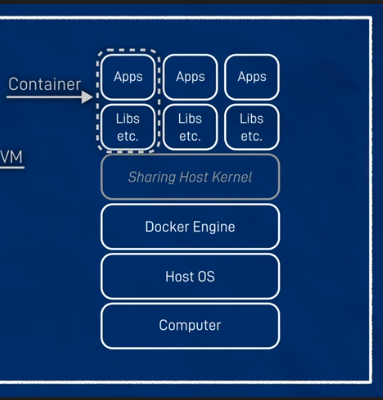 Container
Apps Apps Apps
Libs Libs Libs
etc. etc. etc.
VM
Sharing Host Kernel
Docker Engine
Host OS
Computer